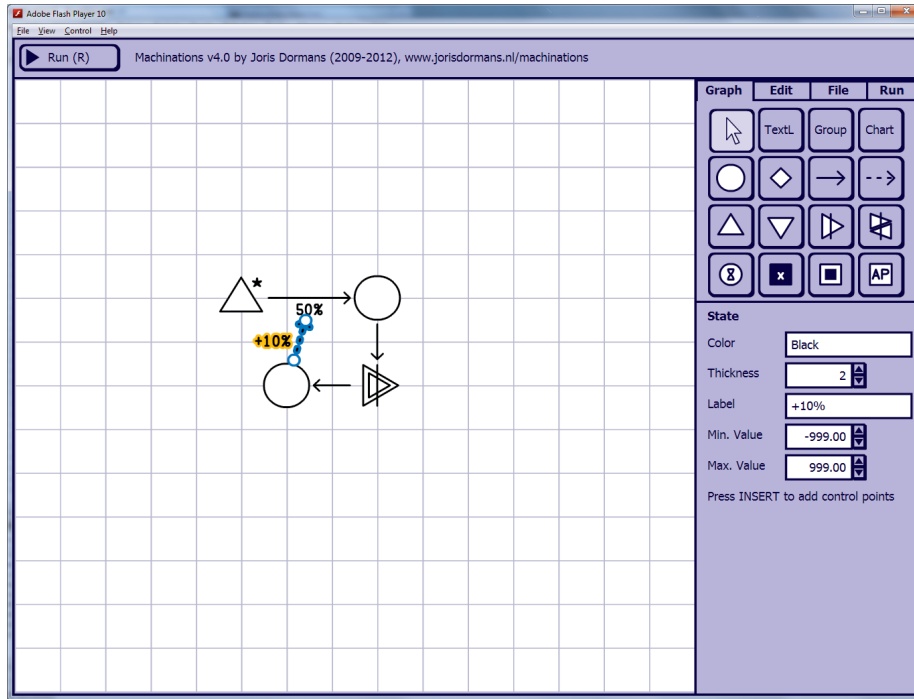 Adobe Flash Player 10
File View Control Help
Run (R)
Machinations v4.0 by Joris Dormans (2009-2012), www.jorisdormans.nl/machinations
Graph Edit File Run
TextL Group Chart
x
AP
*
50%
+10%
State
Color Black
Thickness 2
Label +10%
Min. Value -999.00
Max. Value 999.00
Press INSERT to add control points